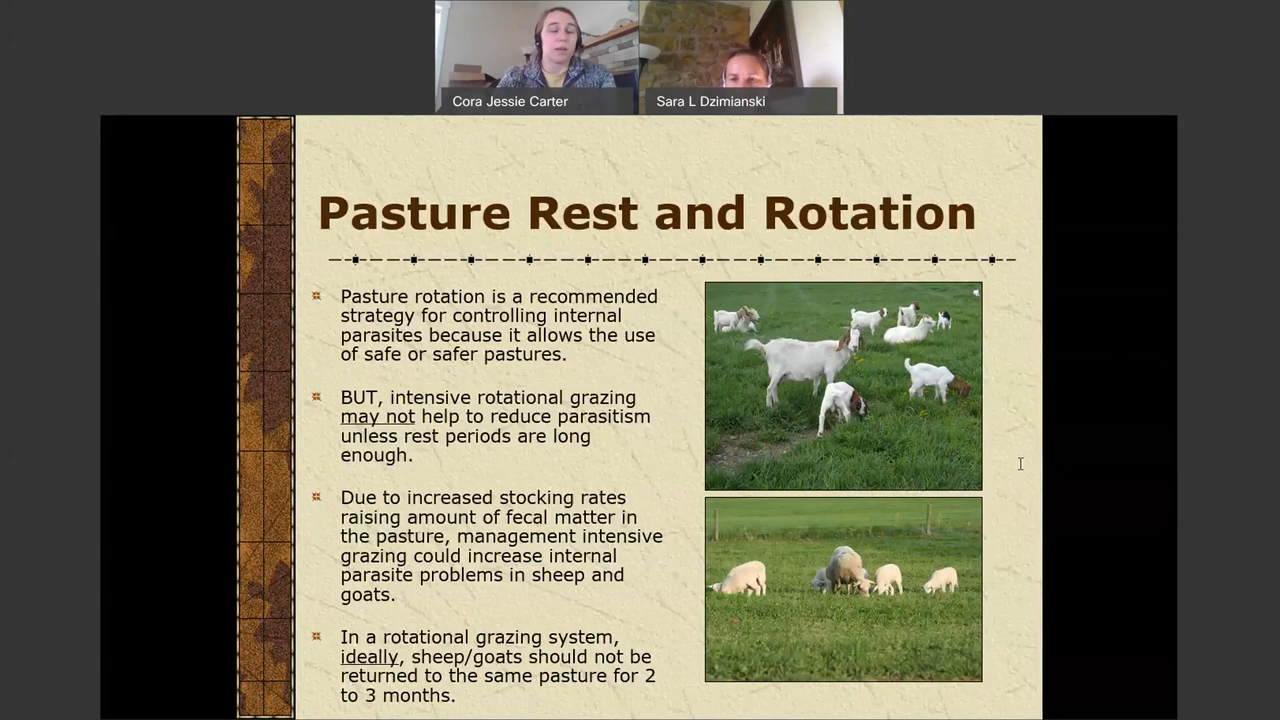 Cora Jessie Carter
Sara L Dzimianski
Pasture Rest and Rotation
Pasture rotation is a recommended
strategy for controlling internal
parasites because it allows the use
of safe or safer pastures.
BUT, intensive rotational grazing
may not help to reduce parasitism
unless rest periods are long
enough.
Due to increased stocking rates
raising amount of fecal matter in
the pasture, management intensive
grazing could increase internal
parasite problems in sheep and
goats.
In a rotational grazing system,
ideally, sheep/goats should not be
returned to the same pasture for 2
to 3 months.